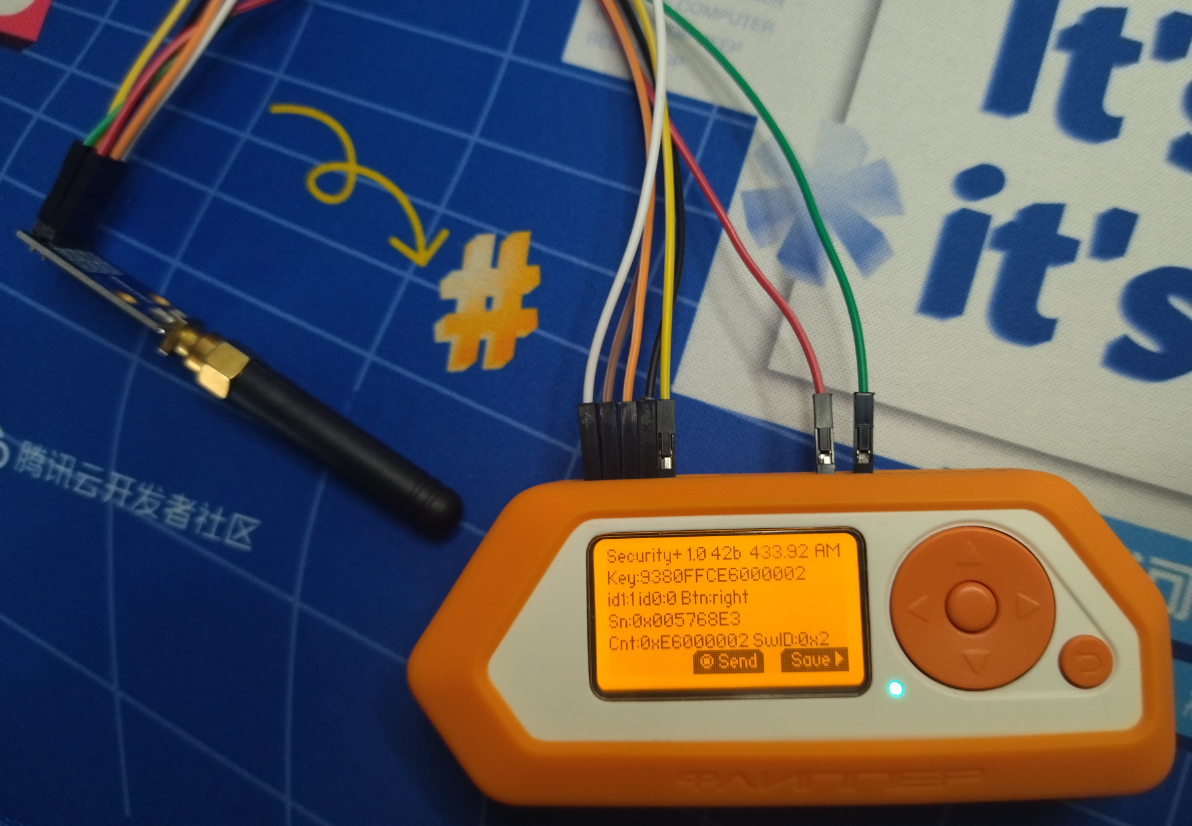 COMPUTER
It's
it's
#
腾讯云开发者社区
Security+ 1.0 42b 433.92 AM
Key:9380FFCE6000002
id1:1 id0:0 Btn:right
Sn:0x005768E3
Cnt:0xE6000002 SwID:0x2
Send
Save